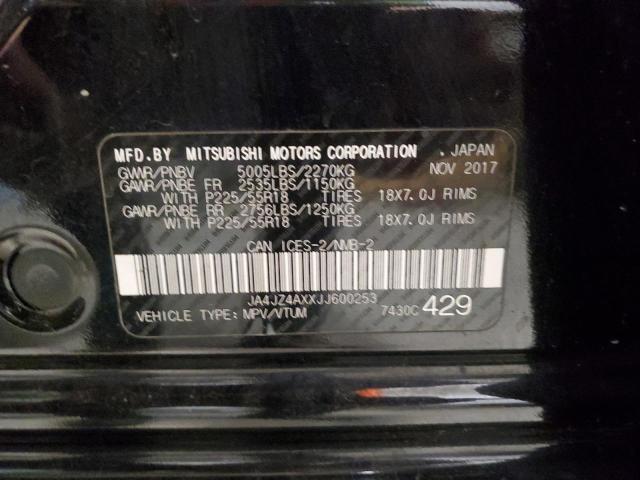 MFD.BY MITSUBISHI MOTORS CORPORATION . JAPAN
GVWR/PNBV 5005LBS/2270KG NOV 2017
GAWR/PNBE FR 2535LBS/1150KG
WITH P225/55R18 TIRES 18X7.0J RIMS
GAWR/PNBE RR 2756LBS/1250KG
WITH P225/55R18 TIRES 18X7.0J RIMS
CAN ICES-2/NMB-2
JA4JZ4AXXJJ600253
VEHICLE TYPE: MPV/VTUM 7430C 429